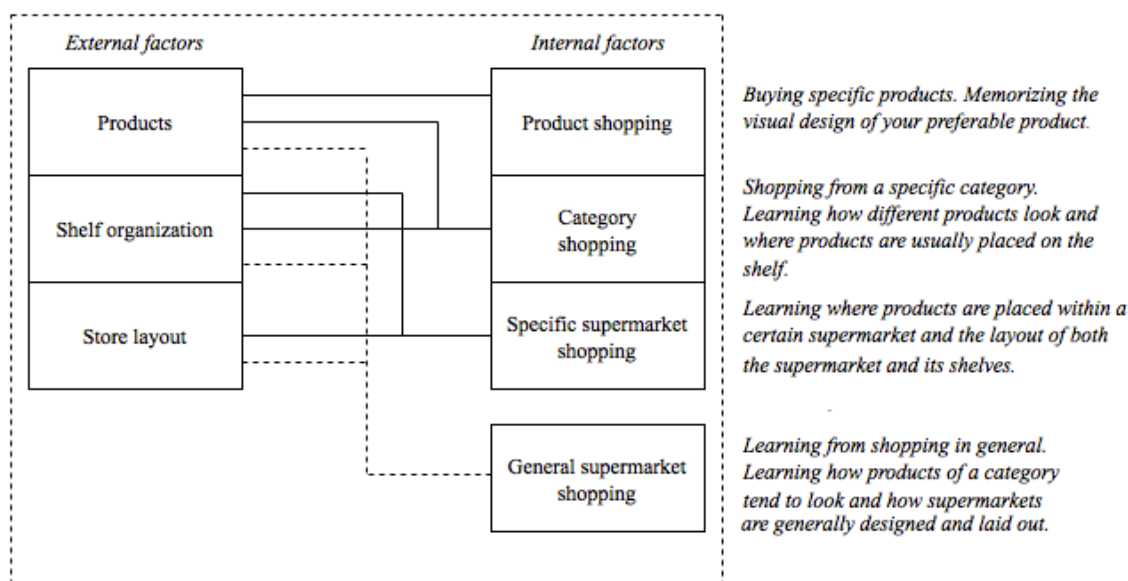 External factors
Internal factors
Products
Product shopping
Buying specific products. Memorizing the
visual design of your preferable product.
Shelf organization
Category
shopping
Shopping from a specific category.
Learning how different products look and
where products are usually placed on the
shelf.
Store layout
Specific supermarket
shopping
Learning where products are placed within a
certain supermarket and the layout of both
the supermarket and its shelves.
General supermarket
shopping
Learning from shopping in general.
Learning how products of a category
tend to look and how supermarkets
are generally designed and laid out.